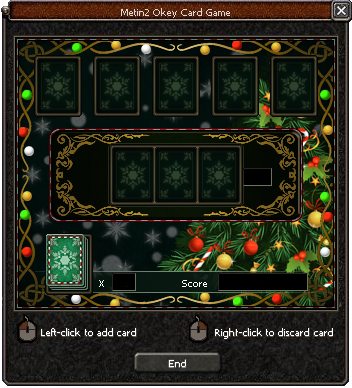 Metin2 Okey Card Game
X
Score
Left-click to add card
Right-click to discard card
End